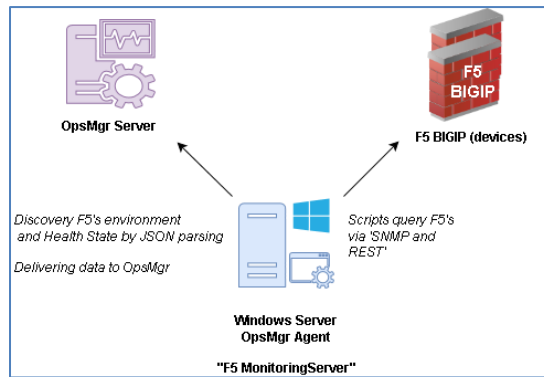 F5
BIGIP
OpsMgr Server
F5 BIGIP (devices)
Discovery F5's environment
and Health State by JSON parsing
Delivering data to OpsMgr
Scripts query F5's
via 'SNMP and
REST'
Windows Server
OpsMgr Agent
"F5 MonitoringServer"